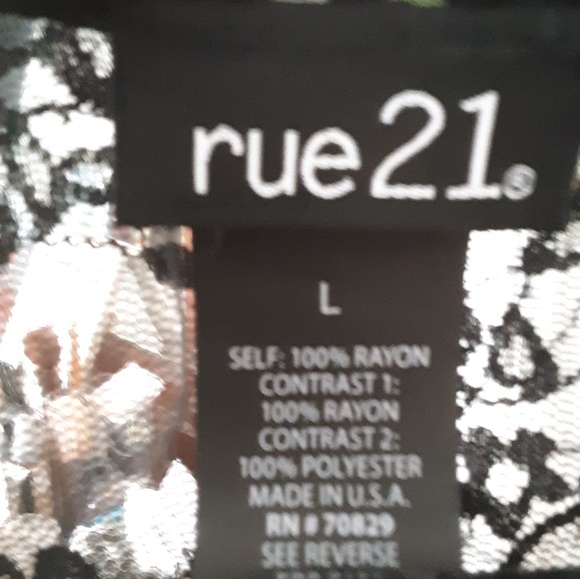 rue21®
L
SELF: 100% RAYON
CONTRAST 1:
100% RAYON
CONTRAST 2:
100% POLYESTER
MADE IN U.S.A.
RN # 70829
SEE REVERSE